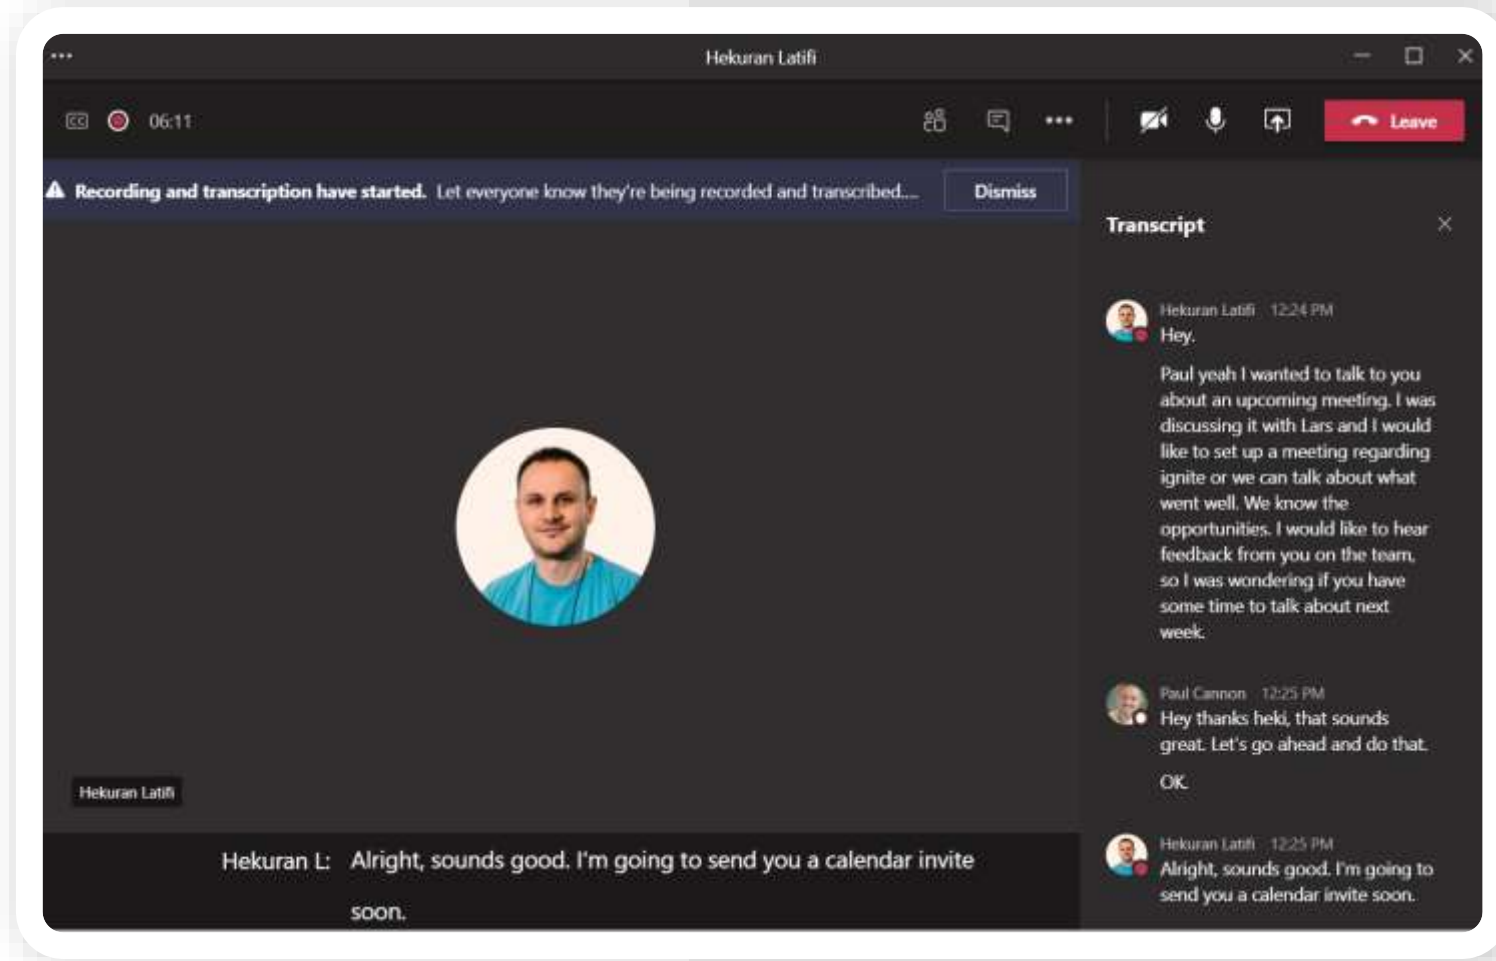 Hekuran Latifi
CC
06:11
Leave
Recording and transcription have started. Let everyone know they're being recorded and transcribed....
Dismiss
Transcript
Hekuran Latifi 12:24 PM
Hey.
Paul yeah I wanted to talk to you
about an upcoming meeting. I was
discussing it with Lars and I would
like to set up a meeting regarding
ignite or we can talk about what
went well. We know the
opportunities. I would like to hear
feedback from you on the team,
so I was wondering if you have
some time to talk about next
week.
Paul Cannon 12:25 PM
Hey thanks heki, that sounds
great. Let's go ahead and do that.
OK.
Hekuran Latifi 12:25 PM
Alright, sounds good. I'm going to
send you a calendar invite soon.
Hekuran Latifi
Hekuran L: Alright, sounds good. I'm going to send you a calendar invite
soon.